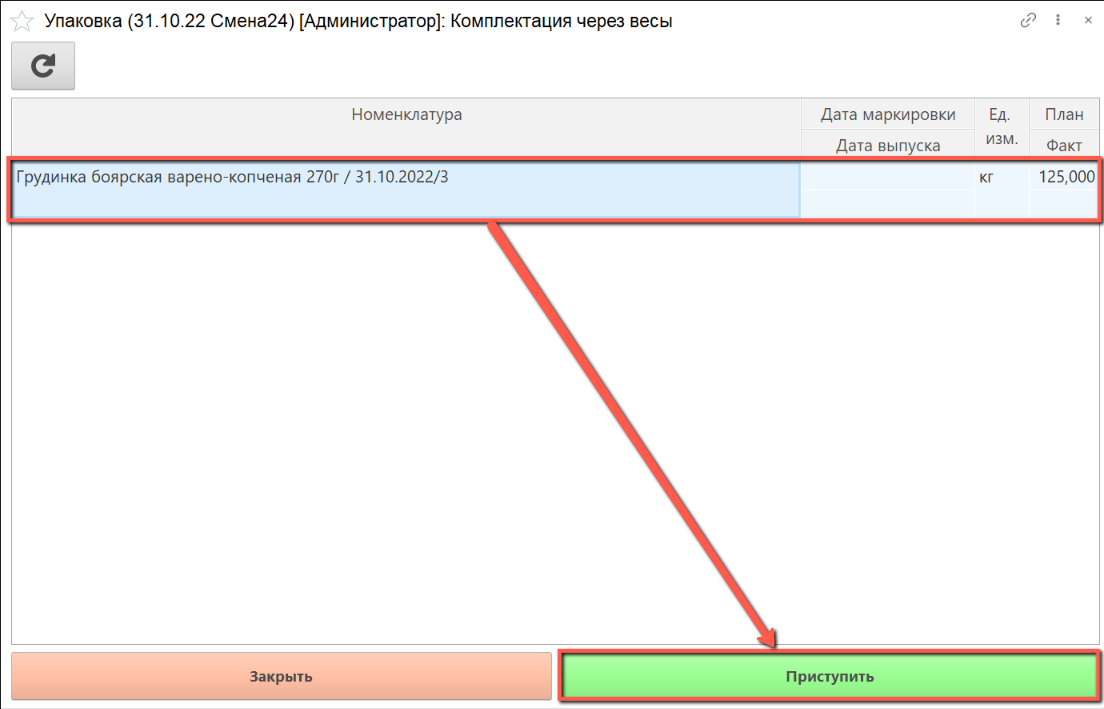 Упаковка (31.10.22 Смена24) [Администратор]: Комплектация через весы
Номенклатура
Дата маркировки
Дата выпуска
Ед.
изм.
План
Факт
Грудинка боярская варено-копченая 270г / 31.10.2022/3
кг
125,000
Закрыть
Приступить